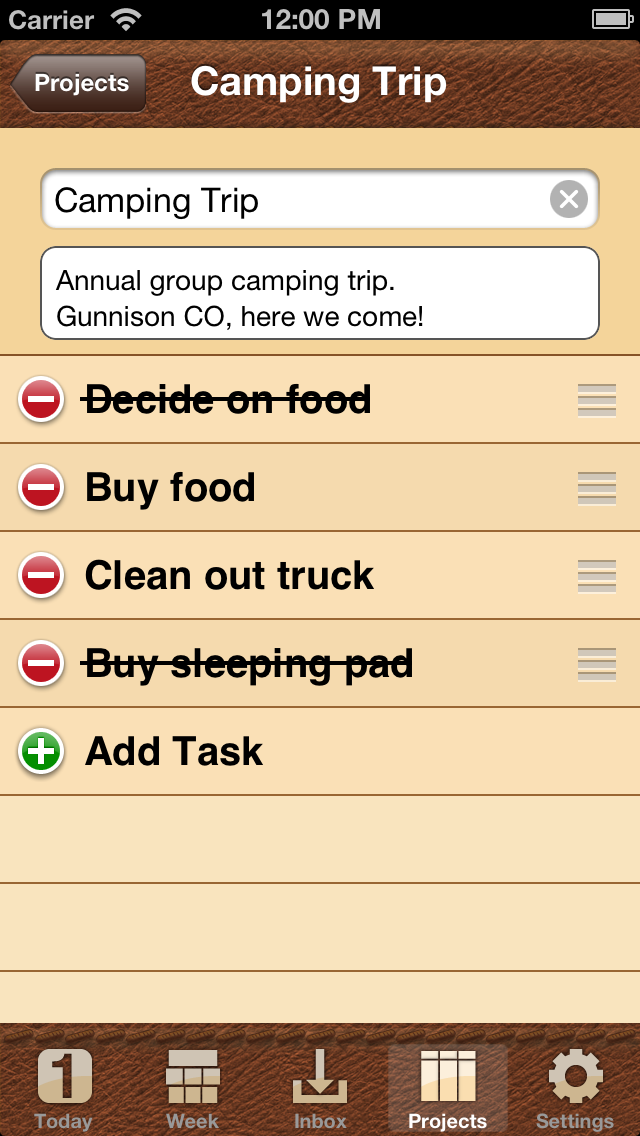 Carrier 12:00 PM
Projects Camping Trip
Camping Trip
Annual group camping trip.
Gunnison CO, here we come!
Decide on food
Buy food
Clean out truck
Buy sleeping pad
Add Task
1
Today Week Inbox Projects Settings